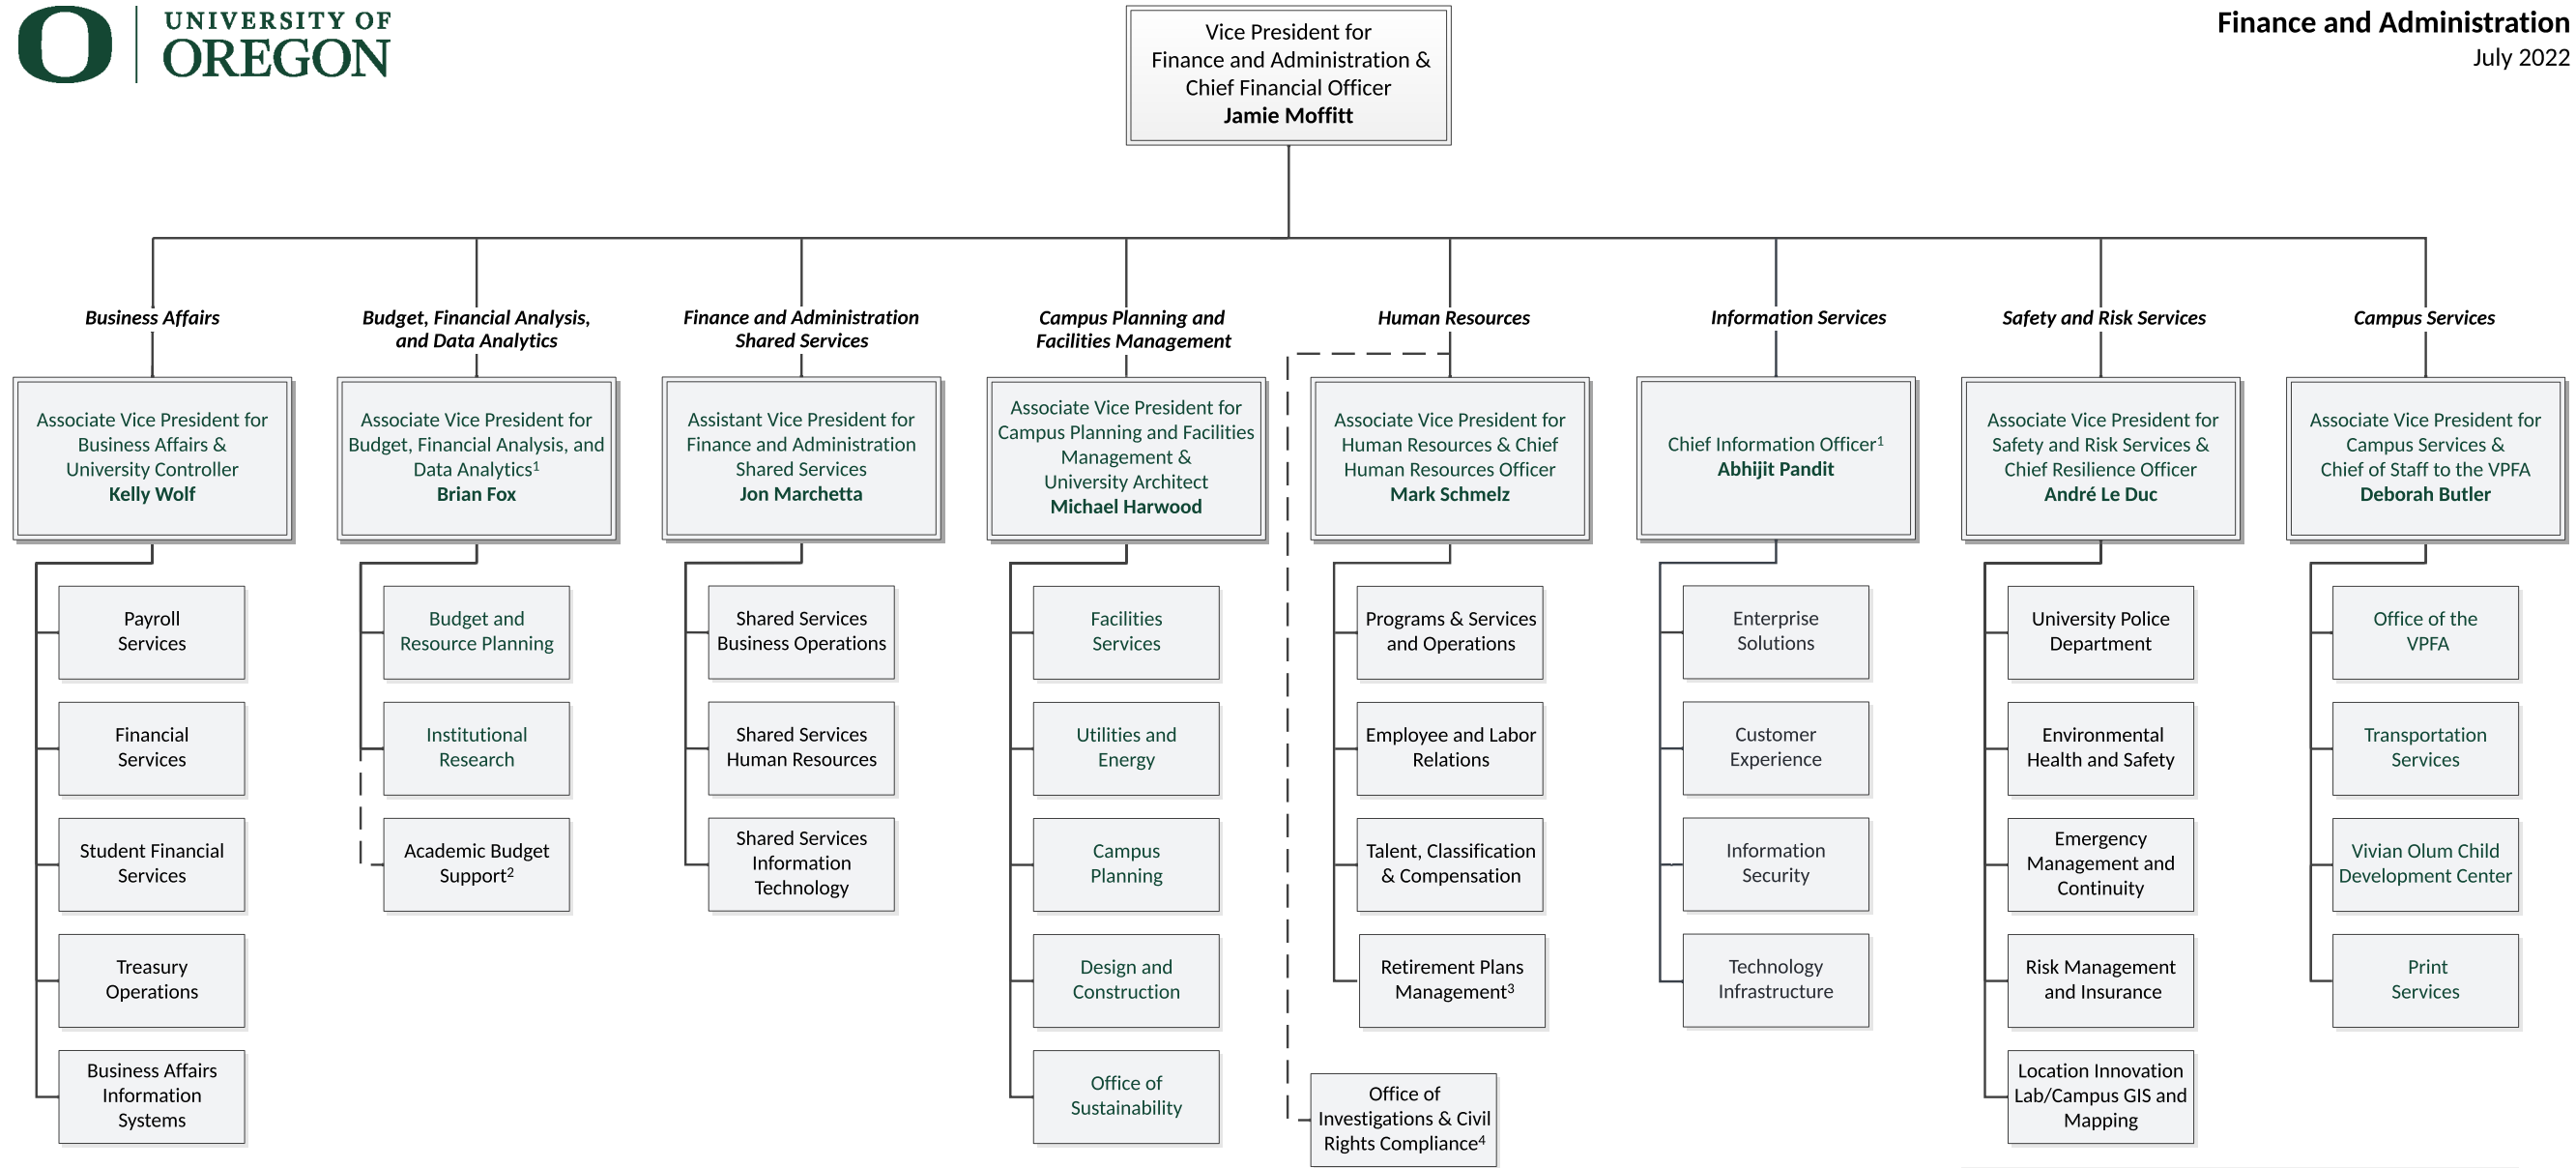 UNIVERSITY OF
OREGON
Vice President for
Finance and Administration &
Chief Financial Officer
Jamie Moffitt
Finance and Administration
July 2022
Business Affairs
Associate Vice President for
Business Affairs &
University Controller
Kelly Wolf
Payroll
Services
Financial
Services
Student Financial
Services
Treasury
Operations
Business Affairs
Information
Systems
Budget, Financial Analysis,
and Data Analytics
Associate Vice President for
Budget, Financial Analysis, and
Data Analytics¹
Brian Fox
Budget and
Resource Planning
Institutional
Research
Academic Budget
Support²
Finance and Administration
Shared Services
Assistant Vice President for
Finance and Administration
Shared Services
Jon Marchetta
Shared Services
Business Operations
Shared Services
Human Resources
Shared Services
Information
Technology
Campus Planning and
Facilities Management
Associate Vice President for
Campus Planning and Facilities
Management &
University Architect
Michael Harwood
Facilities
Services
Utilities and
Energy
Campus
Planning
Design and
Construction
Office of
Sustainability
Human Resources
Associate Vice President for
Human Resources & Chief
Human Resources Officer
Mark Schmelz
Programs & Services
and Operations
Employee and Labor
Relations
Talent, Classification
& Compensation
Retirement Plans
Management³
Office of
Investigations & Civil
Rights Compliance⁴
Information Services
Chief Information Officer¹
Abhijit Pandit
Enterprise
Solutions
Customer
Experience
Information
Security
Technology
Infrastructure
Safety and Risk Services
Associate Vice President for
Safety and Risk Services &
Chief Resilience Officer
André Le Duc
University Police
Department
Environmental
Health and Safety
Emergency
Management and
Continuity
Risk Management
and Insurance
Location Innovation
Lab/Campus GIS and
Mapping
Campus Services
Associate Vice President for
Campus Services &
Chief of Staff to the VPFA
Deborah Butler
Office of the
VPFA
Transportation
Services
Vivian Olum Child
Development Center
Print
Services